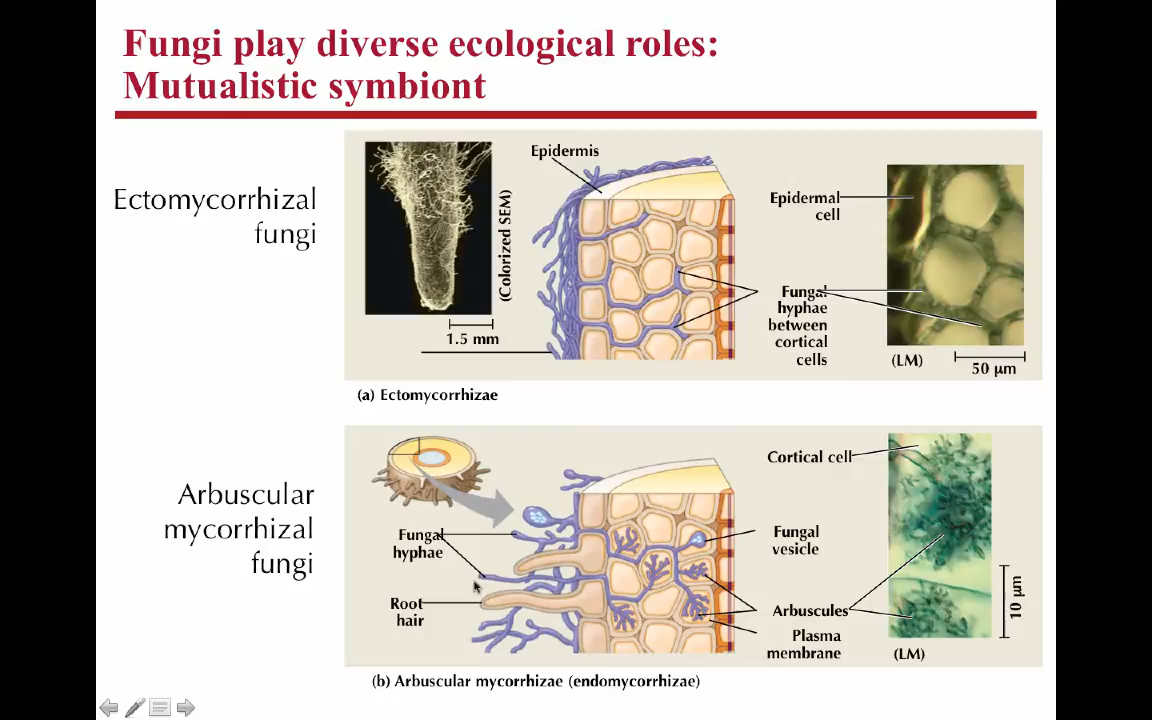 Fungi play diverse ecological roles:
Mutualistic symbiont
Ectomycorrhizal
fungi
(Colorized SEM)
1.5 mm
Epidermis
Epidermal
cell
Fungal
hyphae
between
cortical
cells
(LM)
50 μm
(a) Ectomycorrhizae
Arbuscular
mycorrhizal
fungi
Fungal
hyphae
Root
hair
Cortical cell
Fungal
vesicle
Arbuscules
Plasma
membrane
10 μm
(LM)
(b) Arbuscular mycorrhizae (endomycorrhizae)